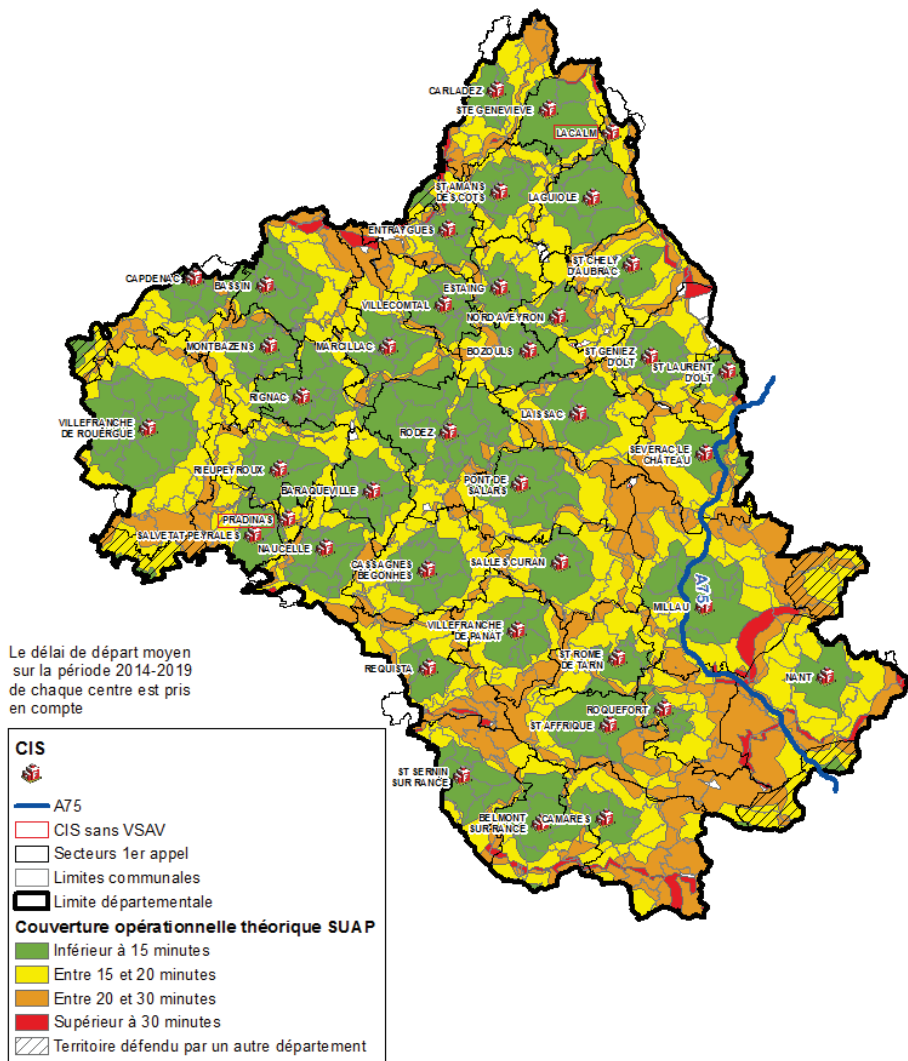 CARLADEZ
STE GENEVIEVE
LACALM
ST AMANS
DES COTS
LAGUIOLE
ENTRAYGUES
ST CHELY
D'AUBRAC
CAPDENAC
BASSIN
ESTAING
VILLECOMTAL
NORD AVEYRON
MONTBAZENS
MARCILLAC
BOZOULS
ST GENIEZ
D'OLT
ST LAURENT
D'OLT
RIGNAC
LAISSAC
VILLEFRANCHE
DE ROUERGUE
RODEZ
SEVERAC LE
CHÂTEAU
RIEUPEYROUX
BARAQUEVILLE
PONT DE
SALARS
PRADINAS
SALVETAT PEYRALES
NAUCELLE
CASSAGNES
BEGONHES
SALLES CURAN
A75
MILLAU
VILLEFRANCHE
DE PANAT
ST ROME
DE TARN
REQUISTA
NANT
ROQUEFORT
ST AFFRIQUE
ST SERNIN
SUR RANCE
BELMONT
SUR RANCE
CAMARES
Le délai de départ moyen
sur la période 2014-2019
de chaque centre est pris
en compte
CIS
A75
CIS sans VSAV
Secteurs 1er appel
Limites communales
Limite départementale
Couverture opérationnelle théorique SUAP
Inférieur à 15 minutes
Entre 15 et 20 minutes
Entre 20 et 30 minutes
Supérieur à 30 minutes
Territoire défendu par un autre département